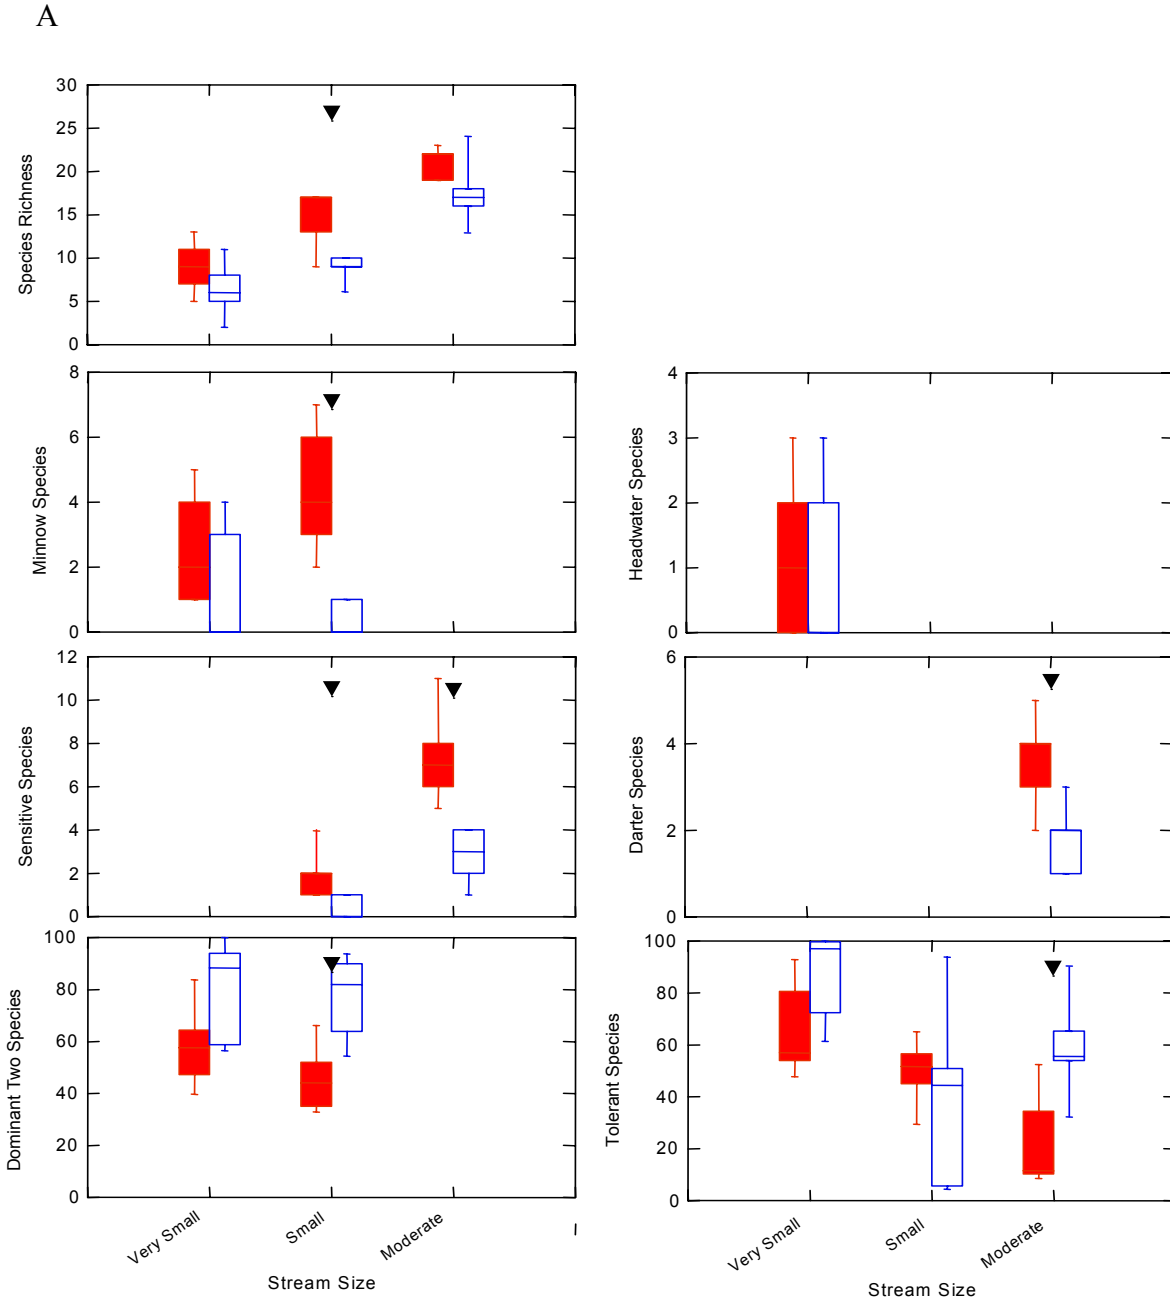 A
30
25
20
15
10
5
0
Species Richness
8
6
4
2
0
Minnow Species
4
3
2
1
0
Headwater Species
12
10
8
6
4
2
0
Sensitive Species
6
4
2
0
Darter Species
100
80
60
40
20
0
Dominant Two Species
Very Small
Small
Moderate
Stream Size
100
80
60
40
20
0
Tolerant Species
Very Small
Small
Moderate
Stream Size